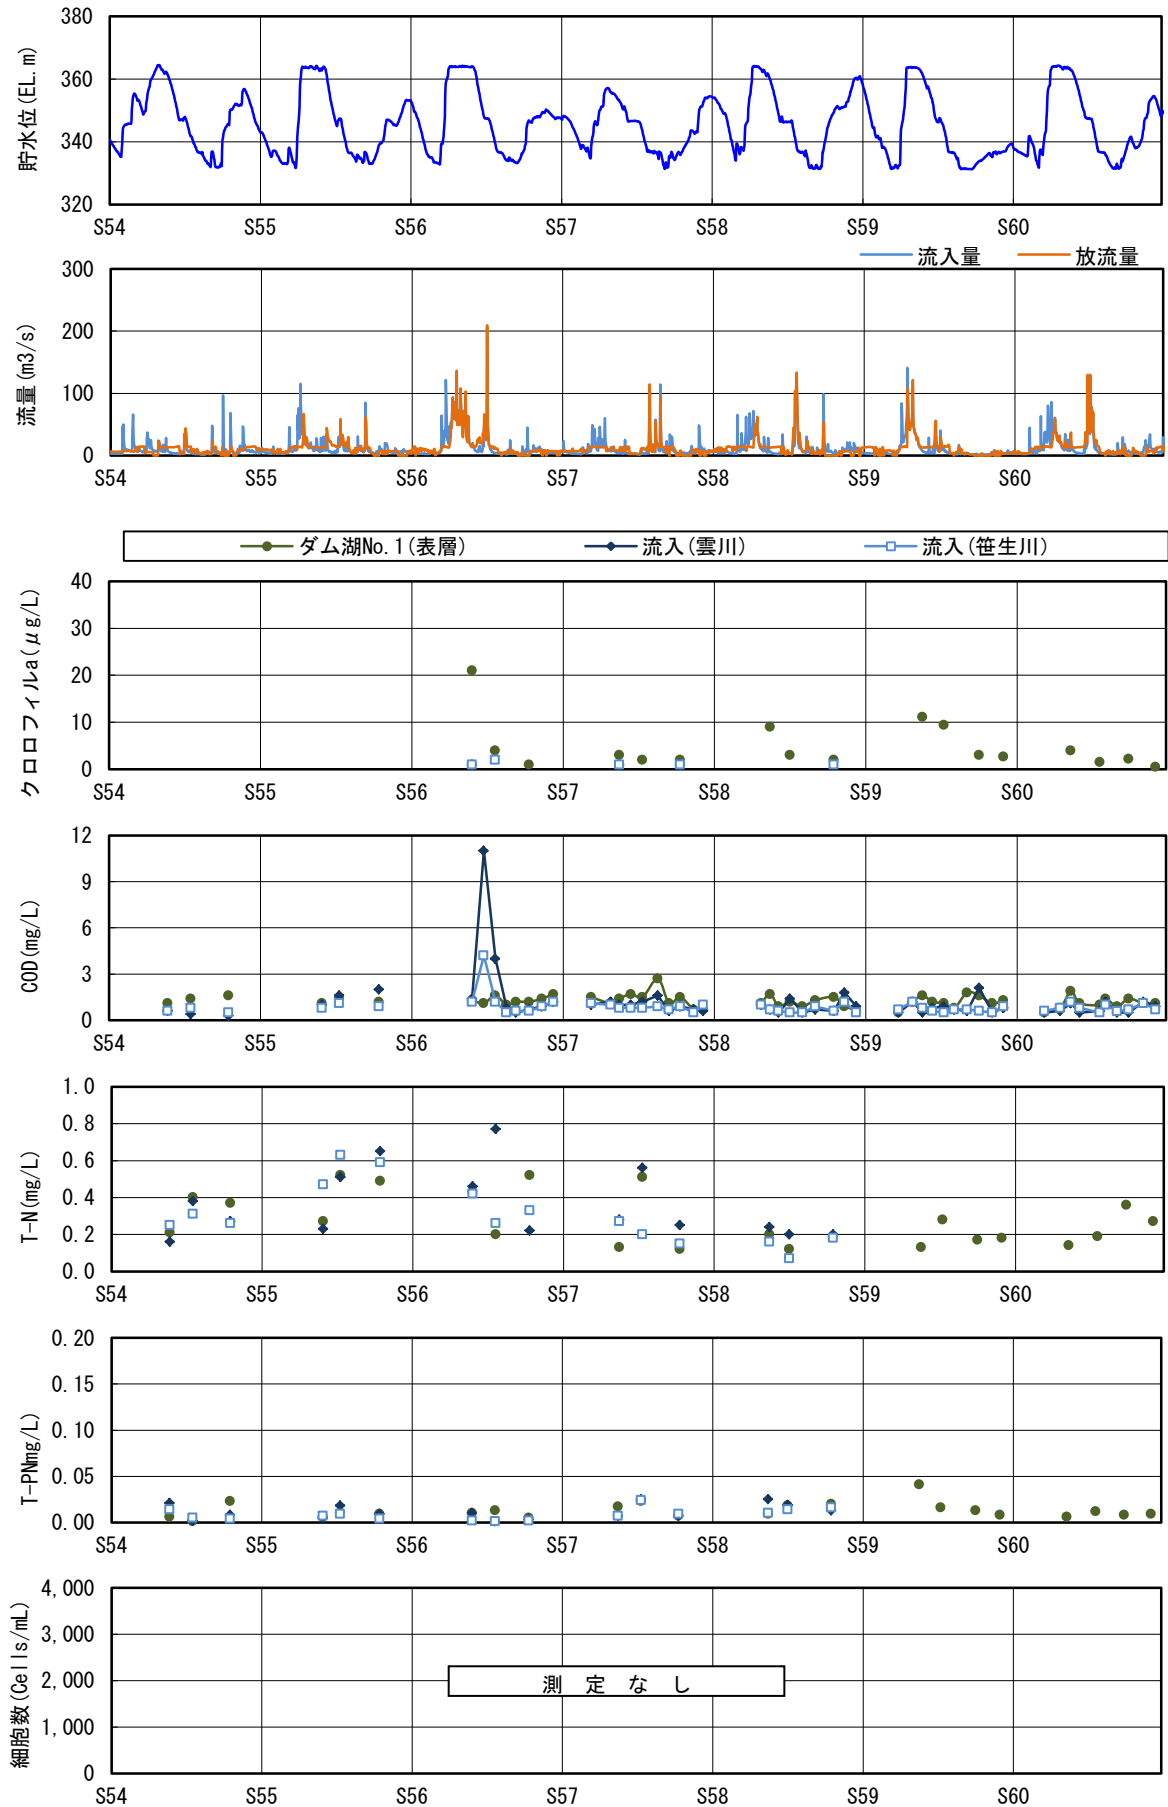 貯水位(EL.m)
380
360
340
320
S54 S55 S56 S57 S58 S59 S60
流入量 放流量
流量(m3/s)
300
200
100
0
S54 S55 S56 S57 S58 S59 S60
ダム湖No.1(表層) 流入(雲川) 流入(笹生川)
クロロフィルa(μg/L)
40
30
20
10
0
S54 S55 S56 S57 S58 S59 S60
COD(mg/L)
12
9
6
3
0
S54 S55 S56 S57 S58 S59 S60
T-N(mg/L)
1.0
0.8
0.6
0.4
0.2
0.0
S54 S55 S56 S57 S58 S59 S60
T-PNmg/L)
0.20
0.15
0.10
0.05
0.00
S54 S55 S56 S57 S58 S59 S60
細胞数(Cells/mL)
4,000
3,000
2,000
1,000
0
測 定 な し
S54 S55 S56 S57 S58 S59 S60